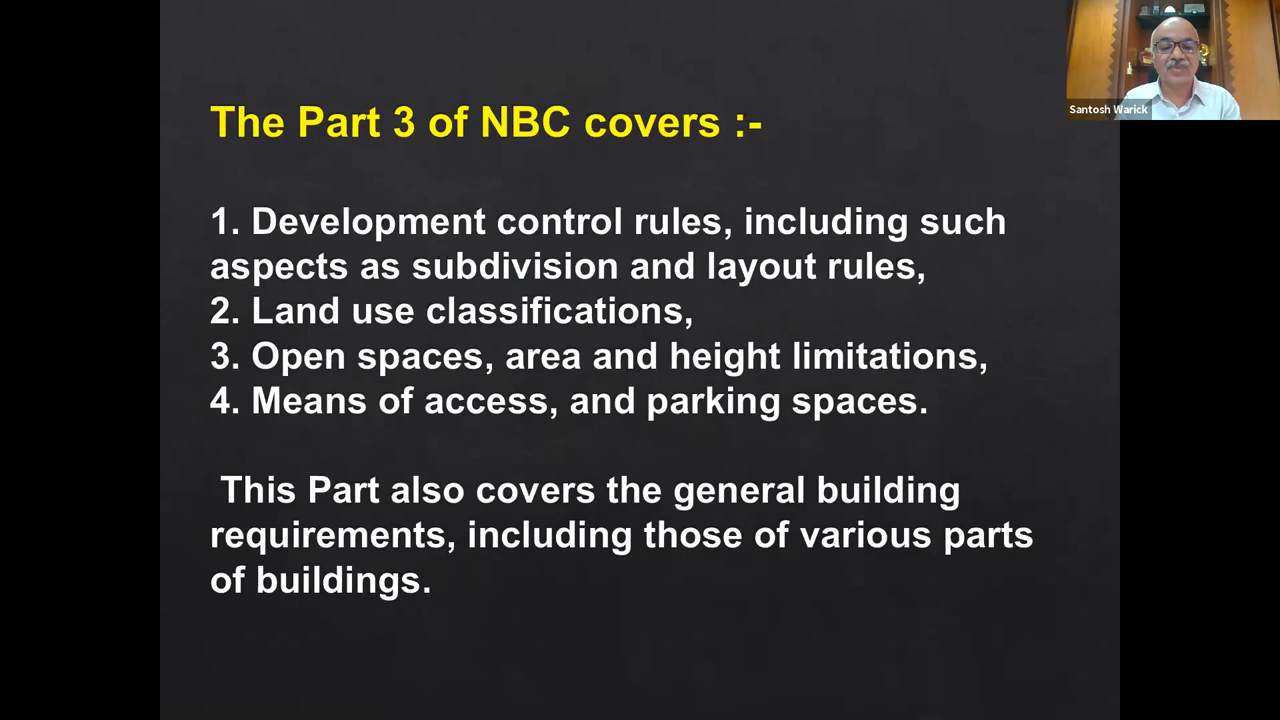 The Part 3 of NBC covers :-
1. Development control rules, including such
aspects as subdivision and layout rules,
2. Land use classifications,
3. Open spaces, area and height limitations,
4. Means of access, and parking spaces.
This Part also covers the general building
requirements, including those of various parts
of buildings.
Santosh Warick